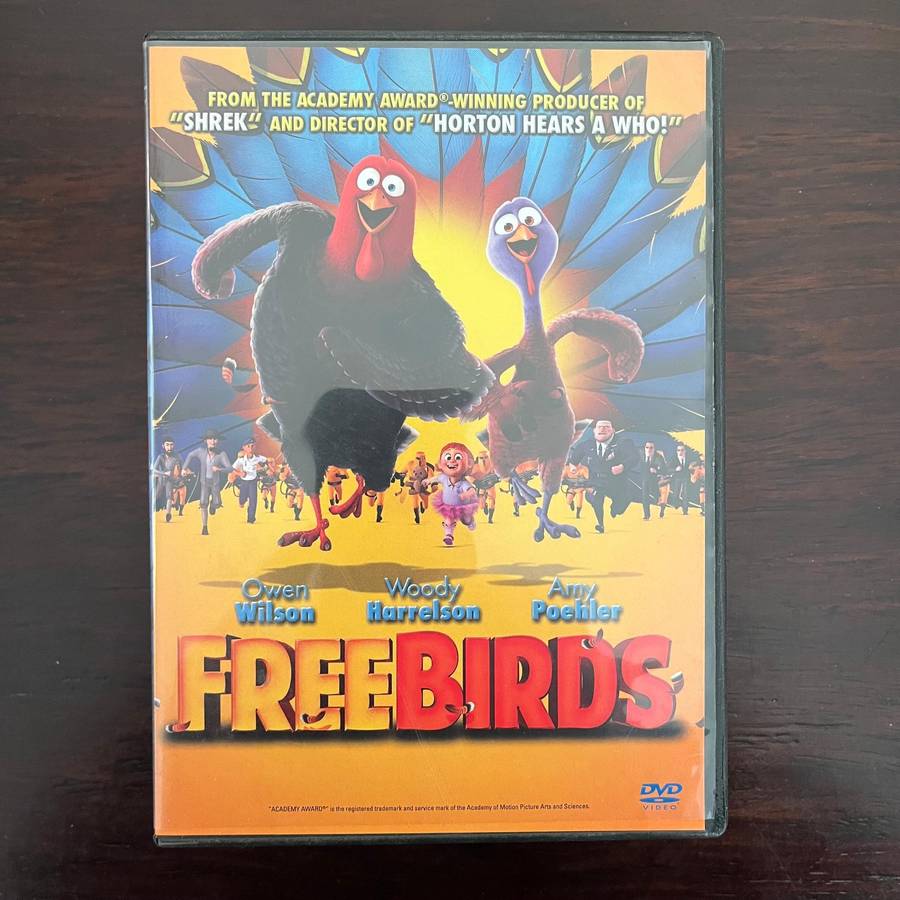 FROM THE ACADEMY AWARD®-WINNING PRODUCER OF
"SHREK" AND DIRECTOR OF "HORTON HEARS A WHO!"
Owen Woody Amy
Wilson Harrelson Poehler
FREEBIRDS
DVD
VIDEO
"ACADEMY AWARD®" is the registered trademark and service mark of the Academy of Motion Picture Arts and Sciences.